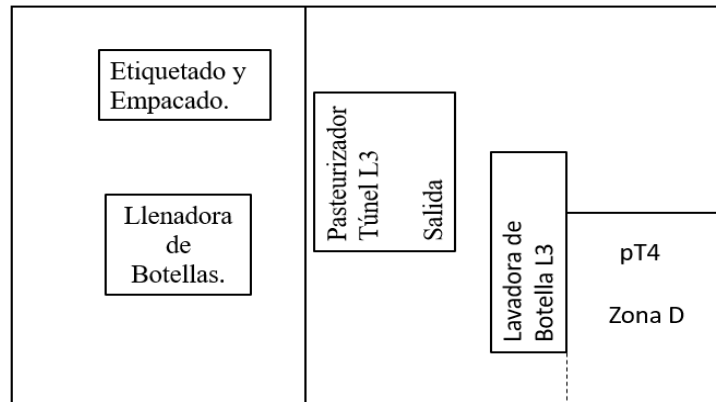 Etiquetado y
Empacado.
Llenadora
de
Botellas.
Pasteurizador
Túnel L3
Salida
Lavadora de
Botella L3
pT4
Zona D